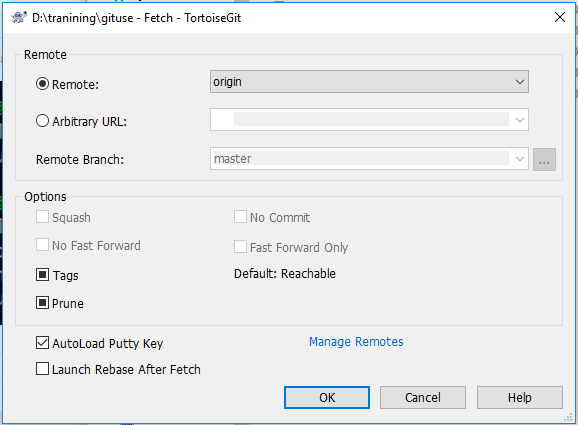 D:\tranining\gituse - Fetch - TortoiseGit
Remote
Remote:
origin
Arbitrary URL:
Remote Branch:
master
...
Options
Squash
No Commit
No Fast Forward
Fast Forward Only
Tags
Default: Reachable
Prune
AutoLoad Putty Key
Manage Remotes
Launch Rebase After Fetch
OK
Cancel
Help